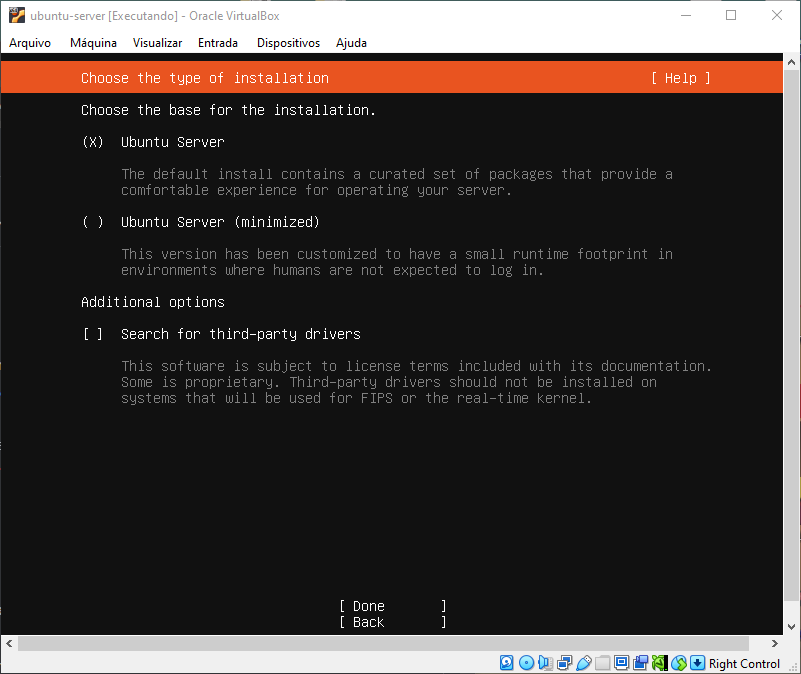 ubuntu-server [Executando] - Oracle VirtualBox
Arquivo Máquina Visualizar Entrada Dispositivos Ajuda
Choose the type of installation [ Help ]
Choose the base for the installation.
(X) Ubuntu Server
The default install contains a curated set of packages that provide a
comfortable experience for operating your server.
( ) Ubuntu Server (minimized)
This version has been customized to have a small runtime footprint in
environments where humans are not expected to log in.
Additional options
[ ] Search for third-party drivers
This software is subject to license terms included with its documentation.
Some is proprietary. Third-party drivers should not be installed on
systems that will be used for FIPS or the real-time kernel.
[ Done ]
[ Back ]
Right Control